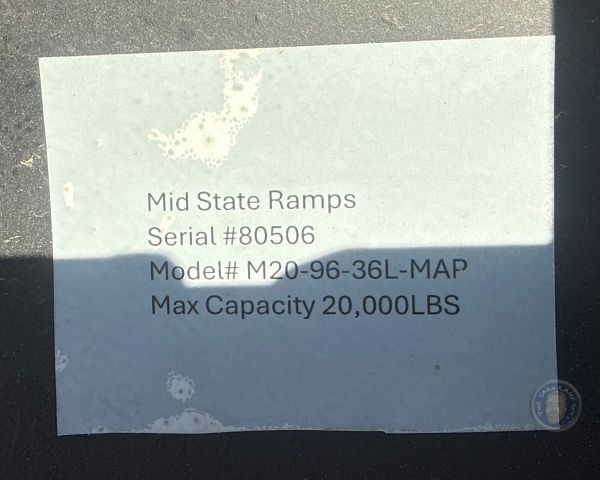 Mid State Ramps
Serial #80506
Model# M20-96-36L-MAP
Max Capacity 20,000LBS